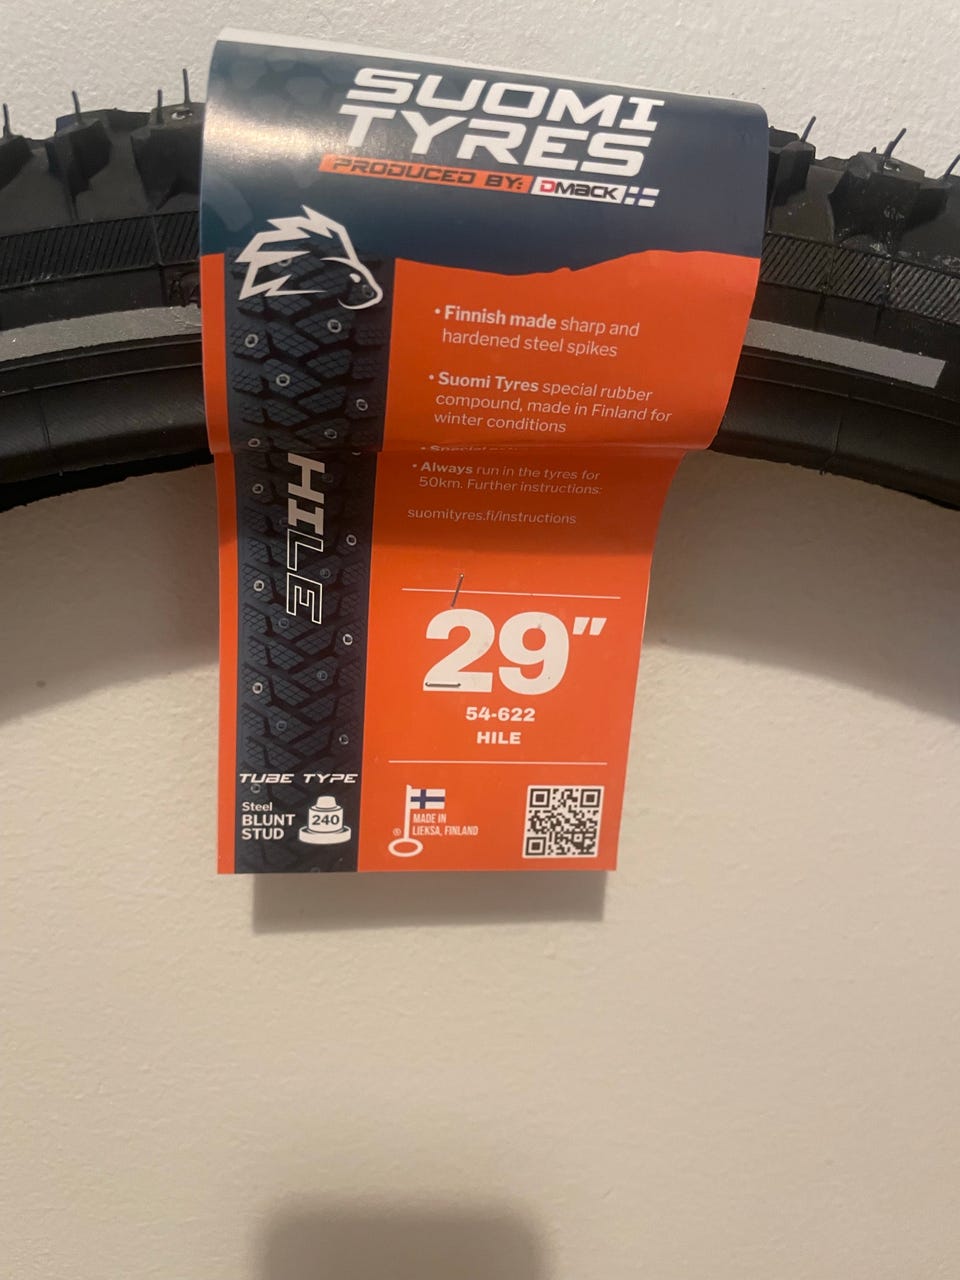 SUOMI
TYRES
PRODUCED BY: DMACK
• Finnish made sharp and
hardened steel spikes
• Suomi Tyres special rubber
compound, made in Finland for
winter conditions
• Special
• Always run in the tyres for
50km. Further instructions:
suomityres.fi/instructions
HILE
29"
54-622
HILE
TUBE TYPE
Steel
BLUNT
STUD
240
®
MADE IN
LIEKSA, FINLAND